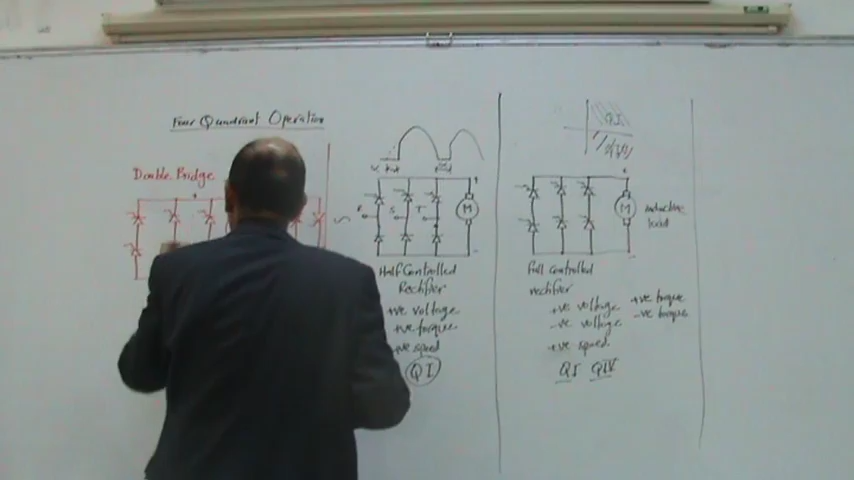 Four Quadrant Operation
Double Bridge
+
R
S
T
+
M
-
Half Controlled
Rectifier
+ve voltage
+ve torque
+ve speed
QI
+
M
-
inductive
load
Full Controlled
rectifier
+ve voltage
-ve voltage
+ve speed
QI QIV
+ve torque
-ve torque